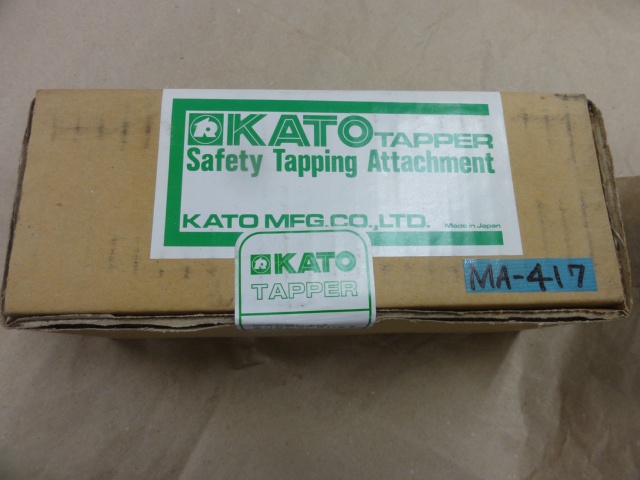 KATO TAPPER
Safety Tapping Attachment
KATO MFG.CO.,LTD. Made in Japan
KATO
TAPPER
MA-417